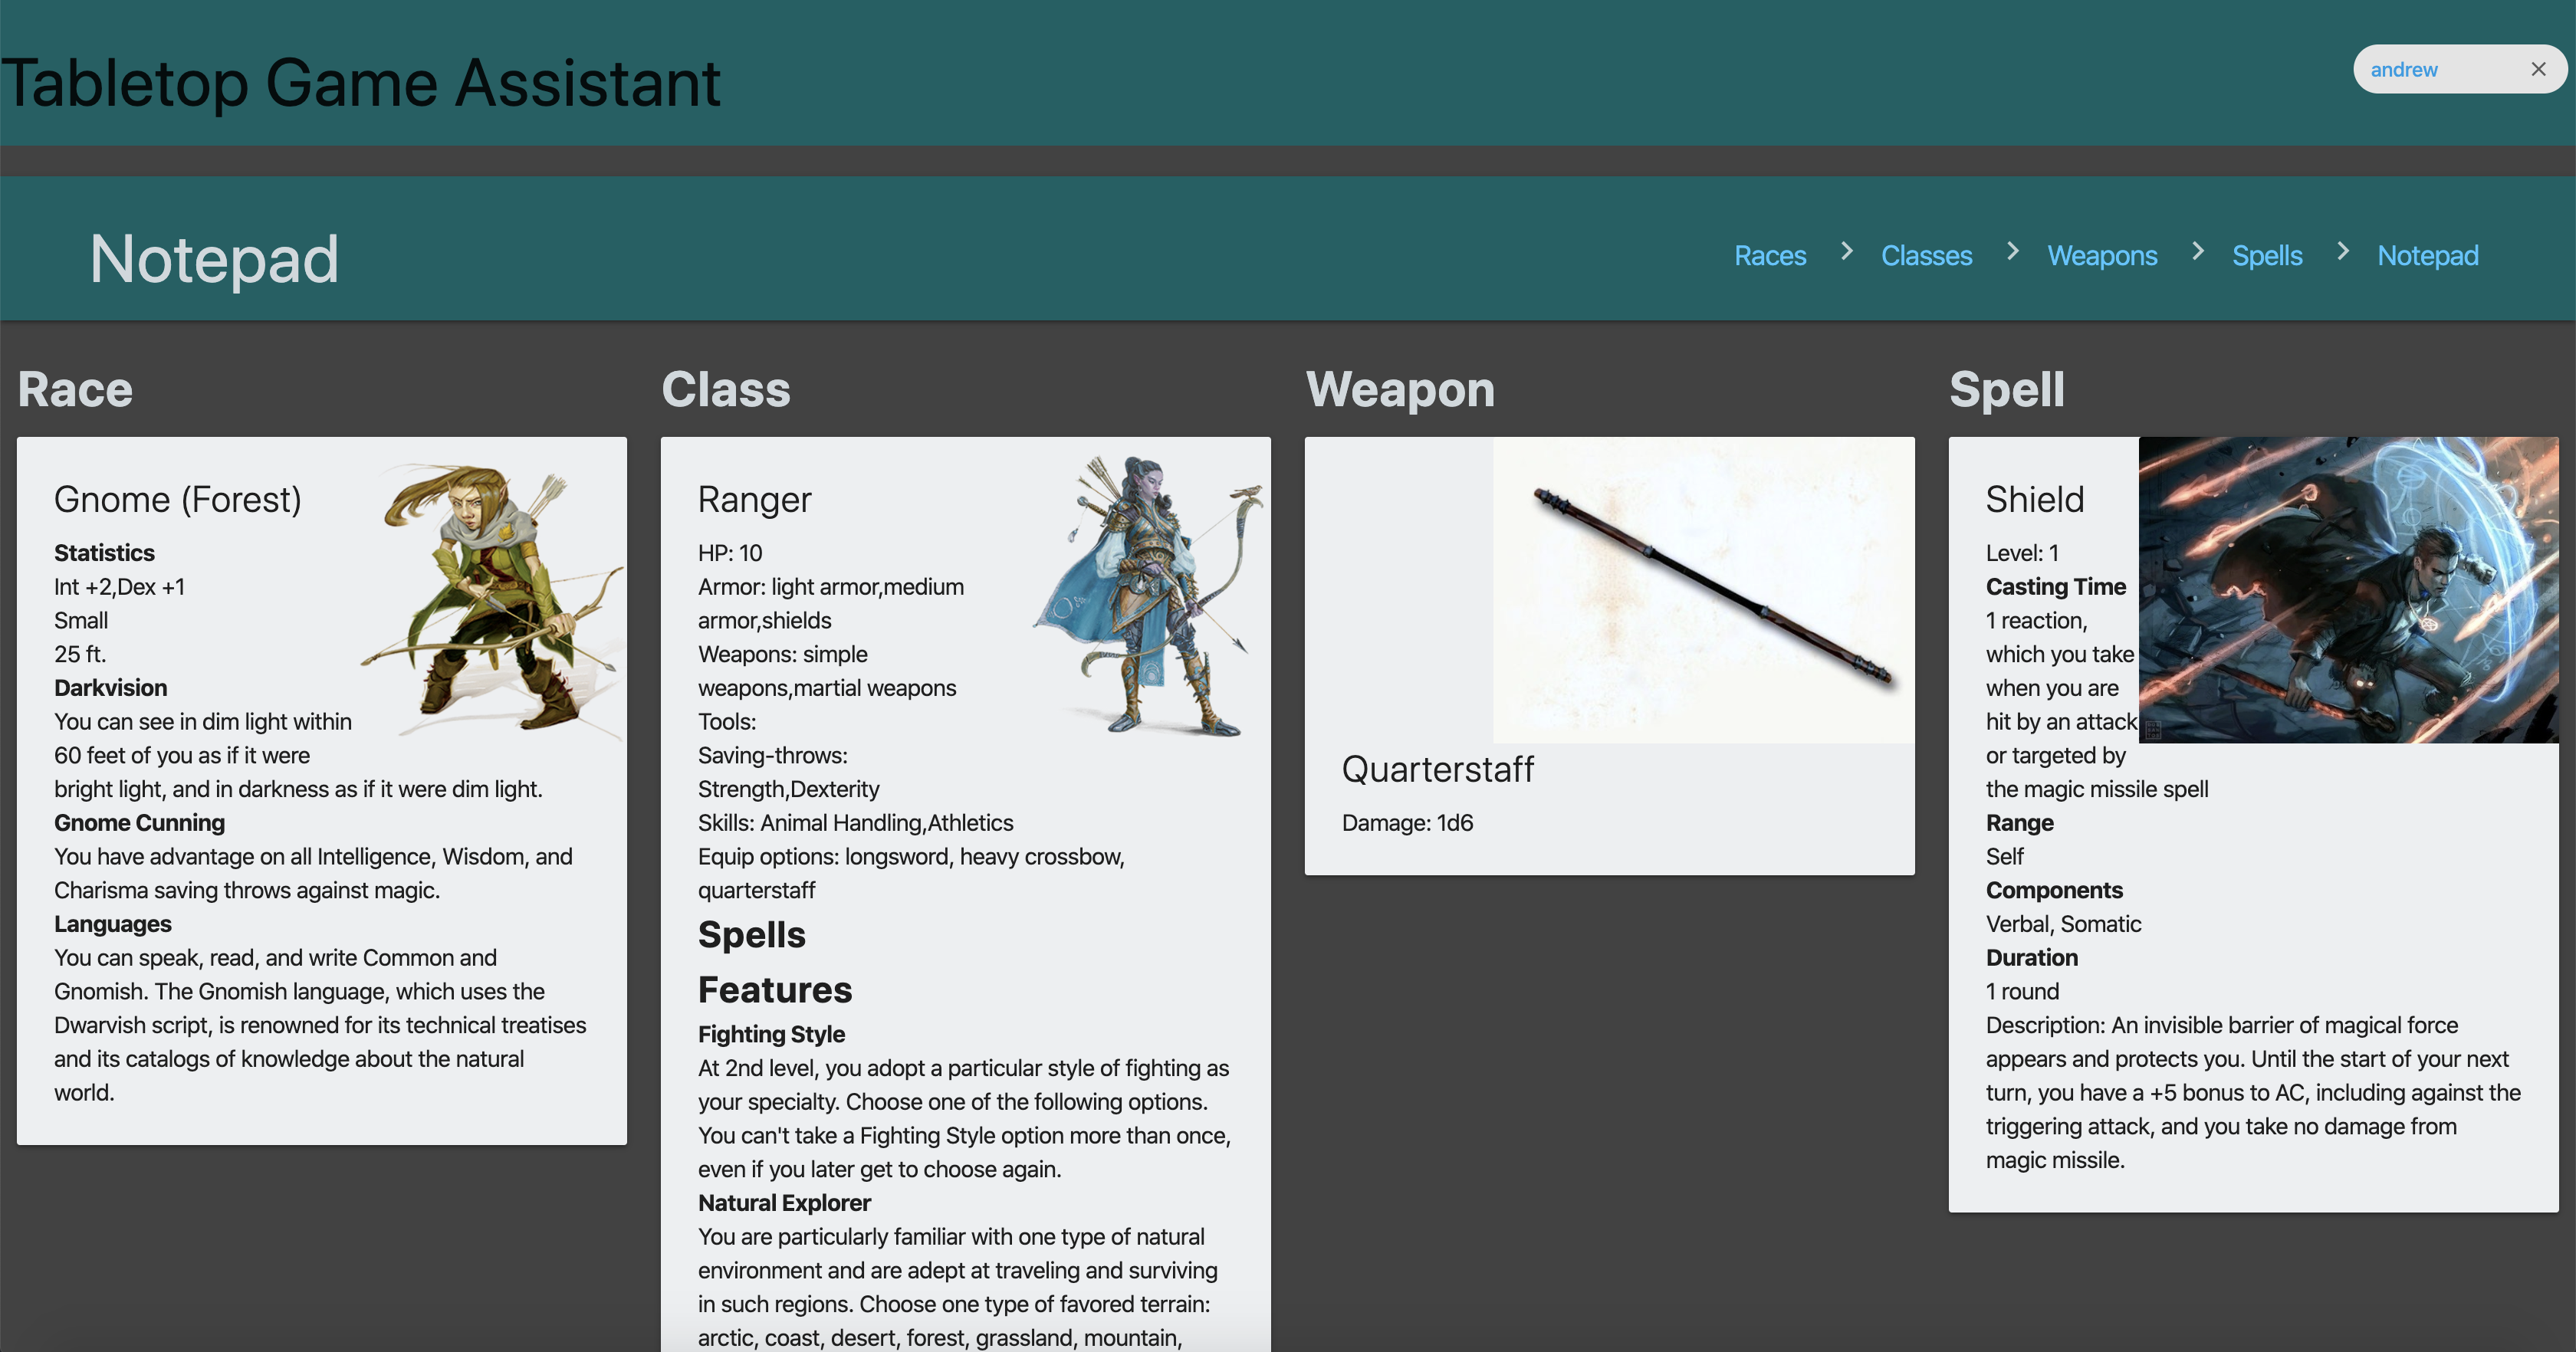 Tabletop Game Assistant
andrew
Notepad
Races
Classes
Weapons
Spells
Notepad
Race
Gnome (Forest)
Statistics
Int +2,Dex +1
Small
25 ft.
Darkvision
You can see in dim light within
60 feet of you as if it were
bright light, and in darkness as if it were dim light.
Gnome Cunning
You have advantage on all Intelligence, Wisdom, and
Charisma saving throws against magic.
Languages
You can speak, read, and write Common and
Gnomish. The Gnomish language, which uses the
Dwarvish script, is renowned for its technical treatises
and its catalogs of knowledge about the natural
world.
Class
Ranger
HP: 10
Armor: light armor,medium
armor,shields
Weapons: simple
weapons,martial weapons
Tools:
Saving-throws:
Strength,Dexterity
Skills: Animal Handling,Athletics
Equip options: longsword, heavy crossbow,
quarterstaff
Spells
Features
Fighting Style
At 2nd level, you adopt a particular style of fighting as
your specialty. Choose one of the following options.
You can't take a Fighting Style option more than once,
even if you later get to choose again.
Natural Explorer
You are particularly familiar with one type of natural
environment and are adept at traveling and surviving
in such regions. Choose one type of favored terrain:
arctic, coast, desert, forest, grassland, mountain,
Weapon
Quarterstaff
Damage: 1d6
Spell
Shield
Level: 1
Casting Time
1 reaction,
which you take
when you are
hit by an attack
or targeted by
the magic missile spell
Range
Self
Components
Verbal, Somatic
Duration
1 round
Description: An invisible barrier of magical force
appears and protects you. Until the start of your next
turn, you have a +5 bonus to AC, including against the
triggering attack, and you take no damage from
magic missile.